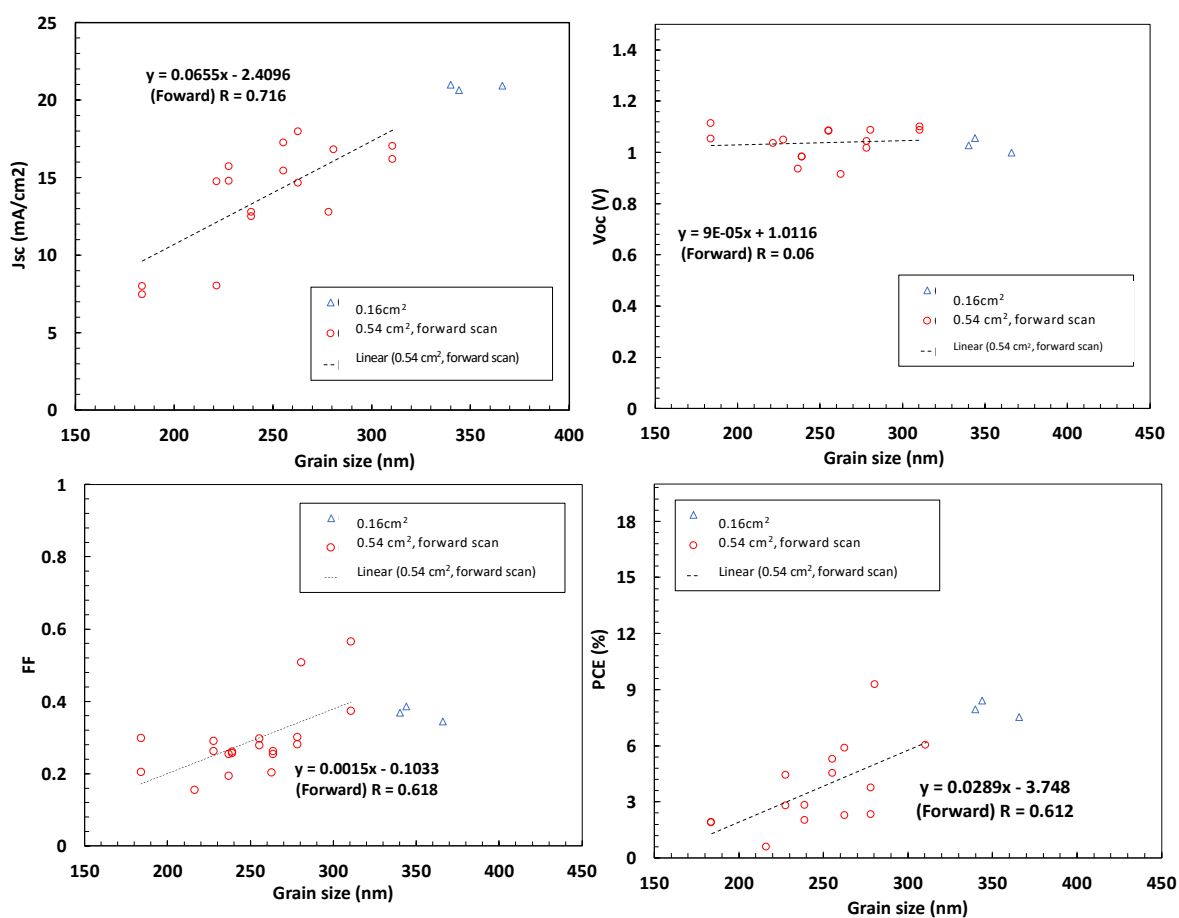 25
20
15
10
5
0
Jsc (mA/cm2)
y = 0.0655x - 2.4096
(Foward) R = 0.716
0.16cm²
0.54 cm², forward scan
Linear (0.54 cm², forward scan)
150 200 250 300 350 400
Grain size (nm)
1.4
1.2
1
0.8
0.6
0.4
0.2
0
Voc (V)
y = 9E-05x + 1.0116
(Forward) R = 0.06
0.16cm²
0.54 cm², forward scan
Linear (0.54 cm², forward scan)
150 200 250 300 350 400 450
Grain size (nm)
1
0.8
0.6
0.4
0.2
0
FF
0.16cm²
0.54 cm², forward scan
Linear (0.54 cm², forward scan)
y = 0.0015x - 0.1033
(Forward) R = 0.618
150 200 250 300 350 400 450
Grain size (nm)
18
15
12
9
6
3
0
PCE (%)
0.16cm²
0.54 cm², forward scan
Linear (0.54 cm², forward scan)
y = 0.0289x - 3.748
(Forward) R = 0.612
150 200 250 300 350 400 450
Grain size (nm)